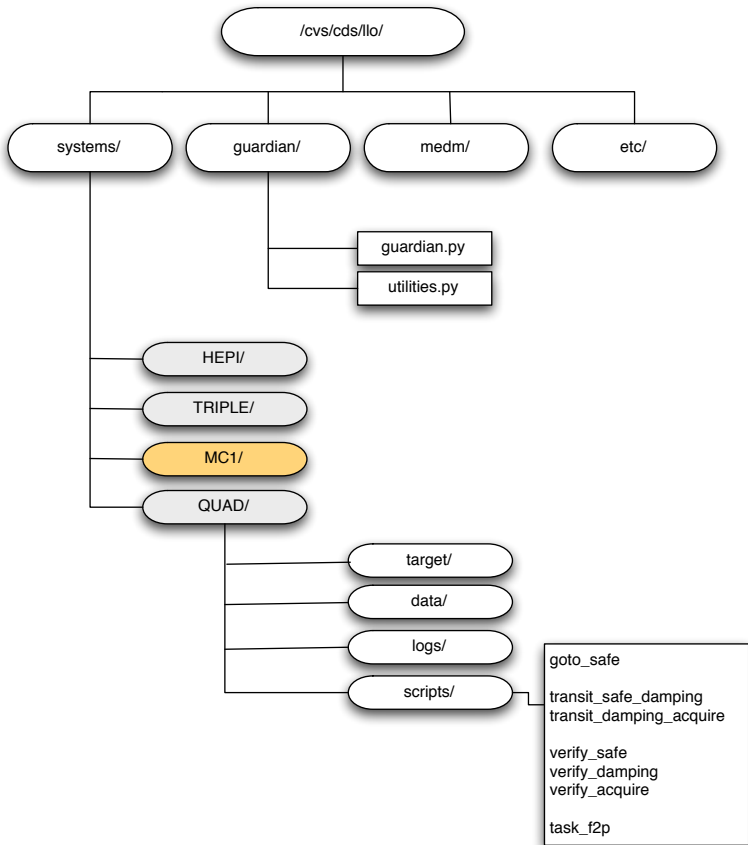 /cvs/cds/llo/
systems/
guardian/
medm/
etc/
guardian.py
utilities.py
HEPI/
TRIPLE/
MC1/
QUAD/
target/
data/
logs/
scripts/
goto_safe
transit_safe_damping
transit_damping_acquire
verify_safe
verify_damping
verify_acquire
task_f2p